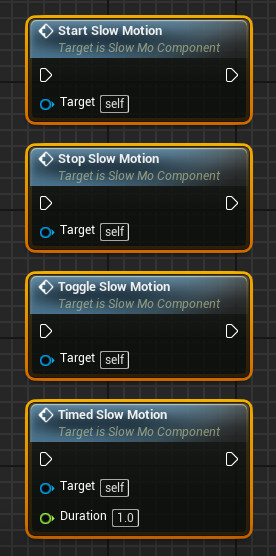 Start Slow Motion
Target is Slow Mo Component
Target self
Stop Slow Motion
Target is Slow Mo Component
Target self
Toggle Slow Motion
Target is Slow Mo Component
Target self
Timed Slow Motion
Target is Slow Mo Component
Target self
Duration 1.0